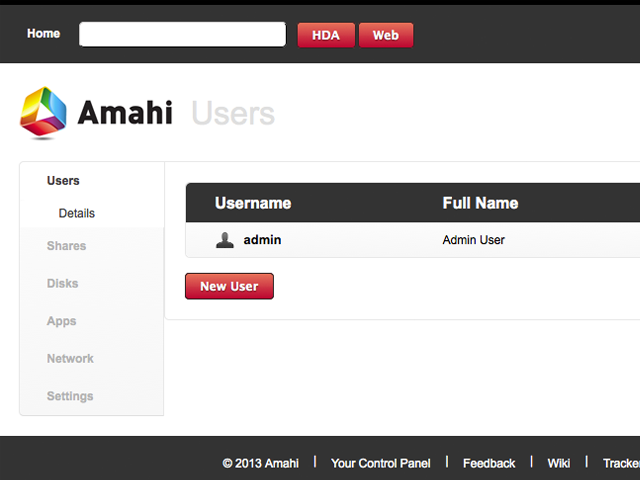 Home HDA Web
Amahi Users
Users
Details
Shares
Disks
Apps
Network
Settings
Username Full Name
admin Admin User
New User
© 2013 Amahi | Your Control Panel | Feedback | Wiki | Tracke